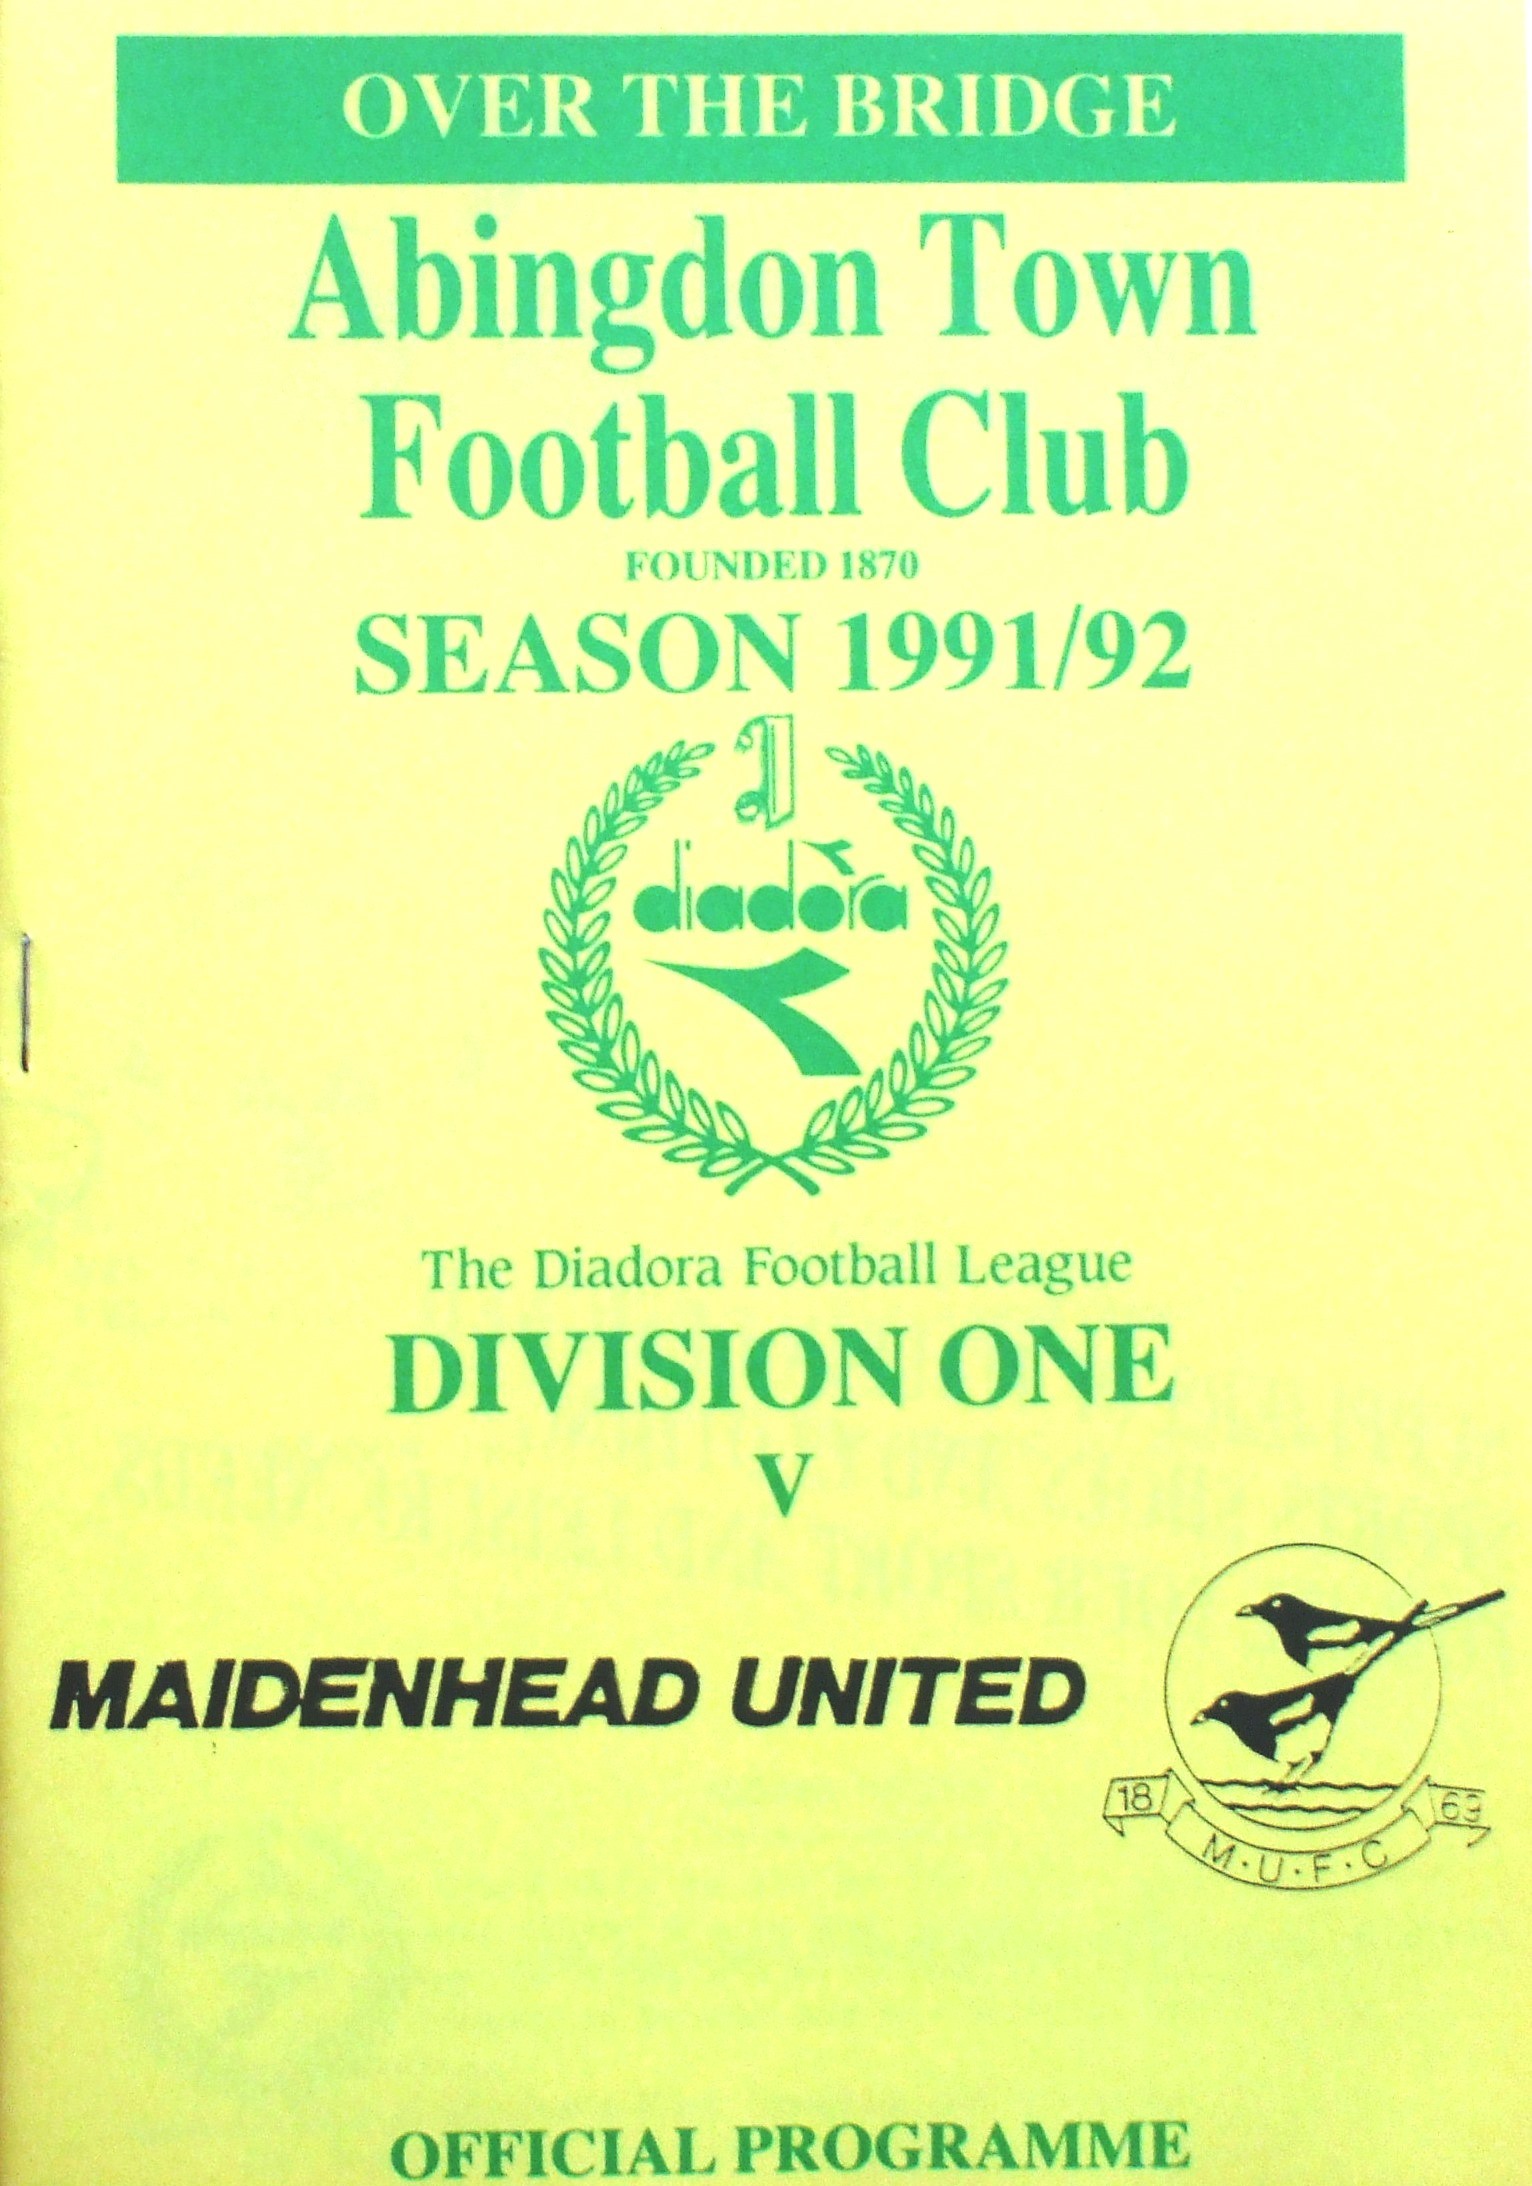 OVER THE BRIDGE
Abingdon Town
Football Club
FOUNDED 1870
SEASON 1991/92
diadora
The Diadora Football League
DIVISION ONE
V
MAIDENHEAD UNITED
18 69
M·U·F·C
OFFICIAL PROGRAMME